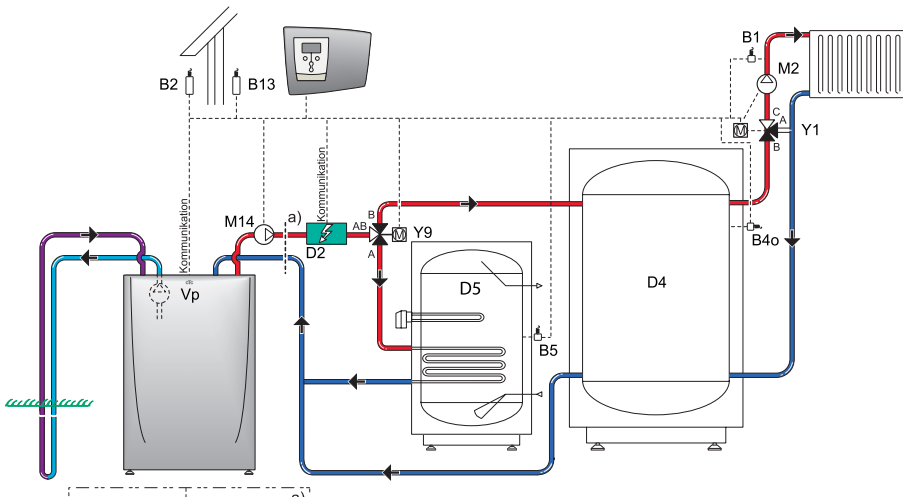 B1
M2
B2
B13
C
A
Y1
B
M
Kommunikation
Kommunikation
M14
a)
D2
AB
B
A
M
Y9
B4o
Vp
D5
D4
B5
a)